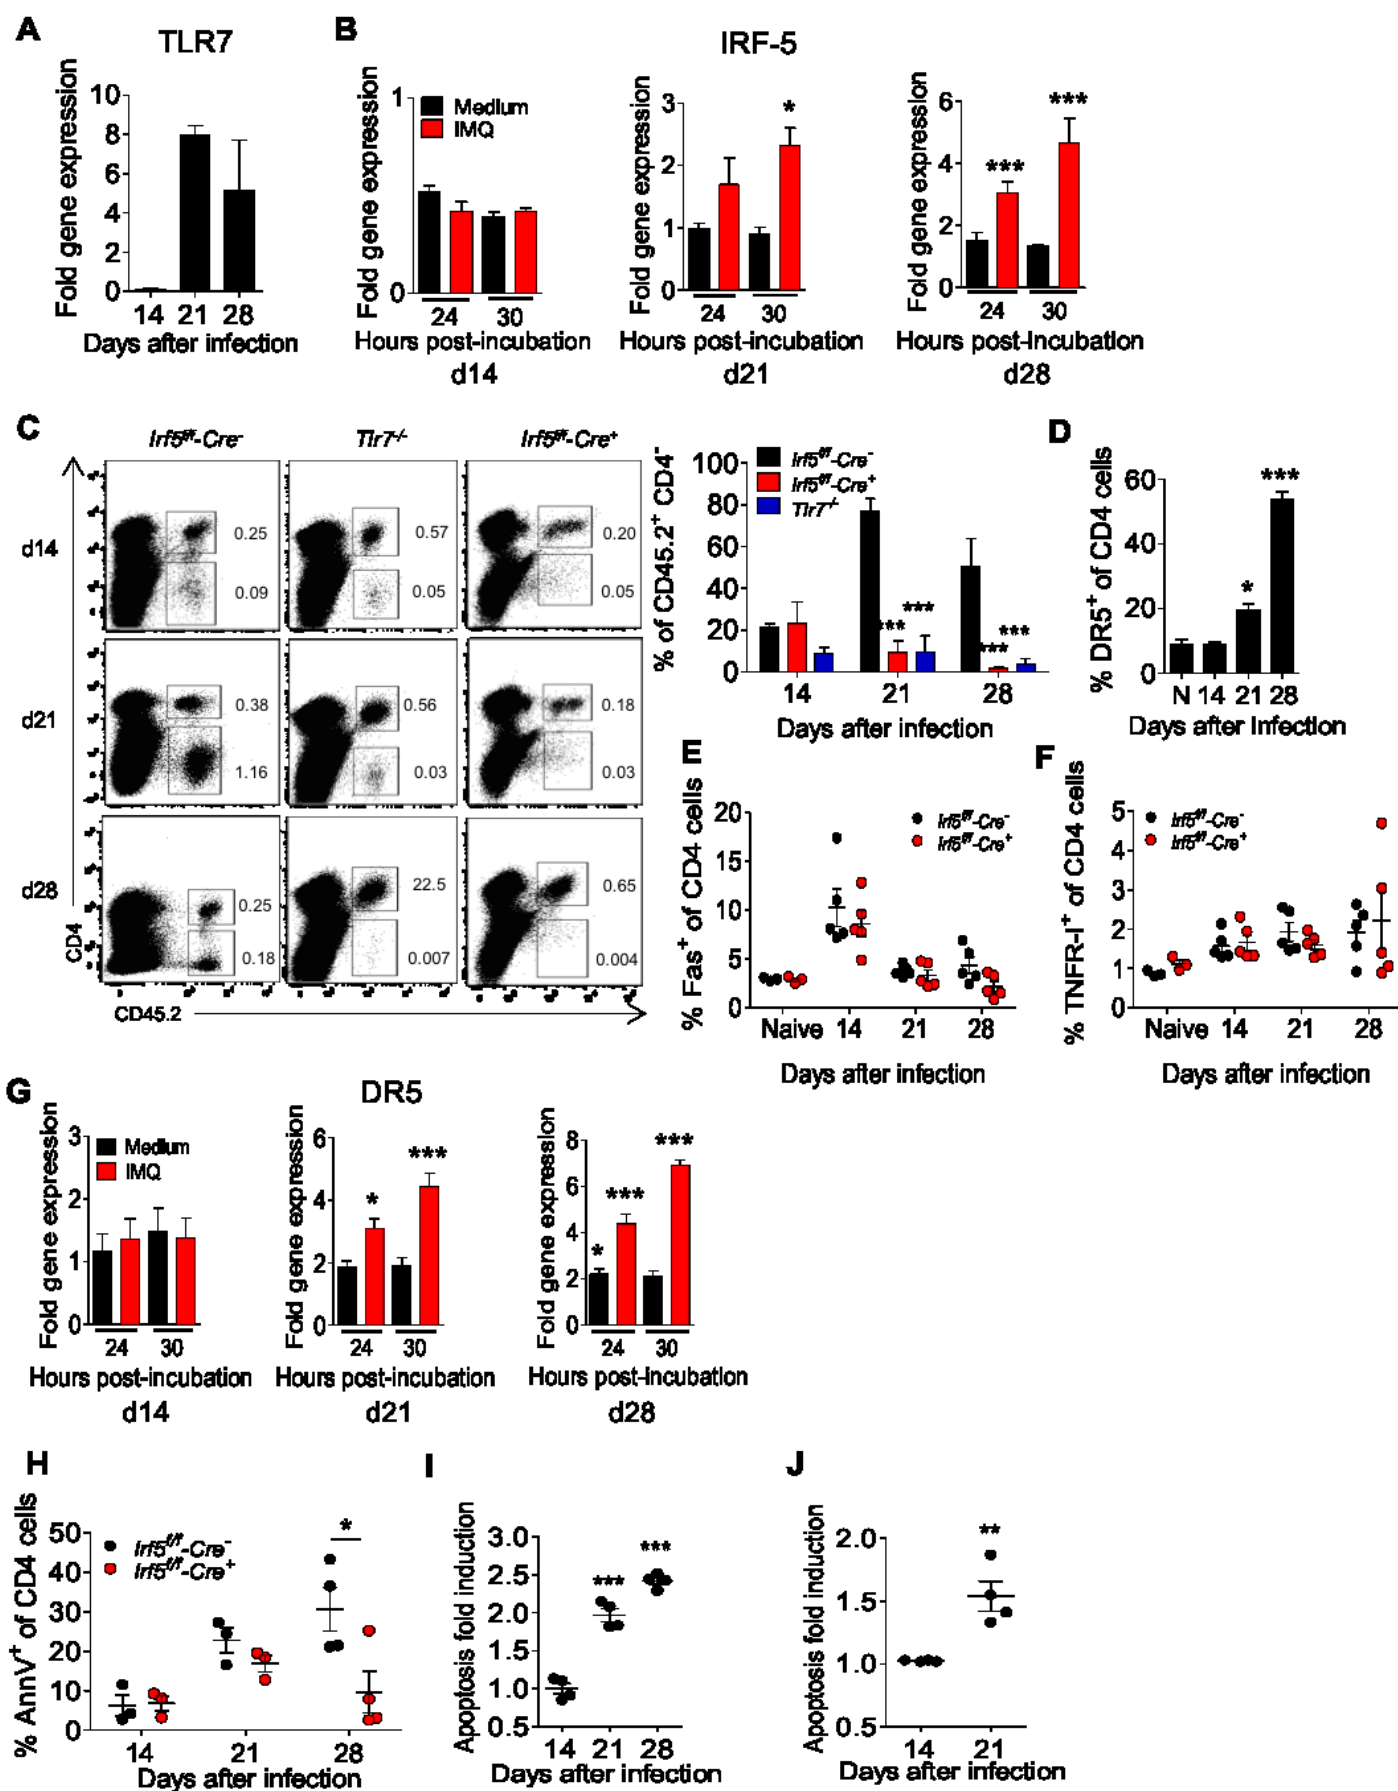 A
TLR7
Fold gene expression
10
8
6
4
2
0
14 21 28
Days after infection
B
IRF-5
Fold gene expression
1
0
Medium
IMQ
24 30
Hours post-incubation
d14
Fold gene expression
3
2
1
0
*
24 30
Hours post-incubation
d21
Fold gene expression
6
4
2
0
***
***
24 30
Hours post-Incubation
d28
C
Irf5f/f-Cre-
Tlr7-/-
Irf5f/f-Cre+
d14
0.25
0.09
0.57
0.05
0.20
0.05
d21
0.38
1.16
0.56
0.03
0.18
0.03
d28
0.25
0.18
22.5
0.007
0.65
0.004
CD4
CD45.2
% of CD45.2+ CD4-
100
80
60
40
20
0
Irf5f/f-Cre-
Irf5f/f-Cre+
Tlr7-/-
***
***
***
***
14 21 28
Days after infection
D
% DR5+ of CD4 cells
60
40
20
0
*
***
N 14 21 28
Days after Infection
E
% Fas+ of CD4 cells
20
15
10
5
0
Irf5f/f-Cre-
Irf5f/f-Cre+
Naive 14 21 28
Days after infection
F
% TNFR-I+ of CD4 cells
5
4
3
2
1
0
Irf5f/f-Cre-
Irf5f/f-Cre+
Naive 14 21 28
Days after infection
G
DR5
Fold gene expression
3
2
1
0
Medium
IMQ
24 30
Hours post-incubation
d14
Fold gene expression
6
4
2
0
*
***
24 30
Hours post-incubation
d21
Fold gene expression
8
6
4
2
0
*
***
***
24 30
Hours post-Incubation
d28
H
% AnnV+ of CD4 cells
50
40
30
20
10
0
Irf5f/f-Cre-
Irf5f/f-Cre+
*
14 21 28
Days after infection
I
Apoptosis fold induction
3.0
2.5
2.0
1.5
1.0
0.5
***
***
14 21 28
Days after infection
J
Apoptosis fold induction
2.0
1.5
1.0
0.5
**
14 21
Days after infection